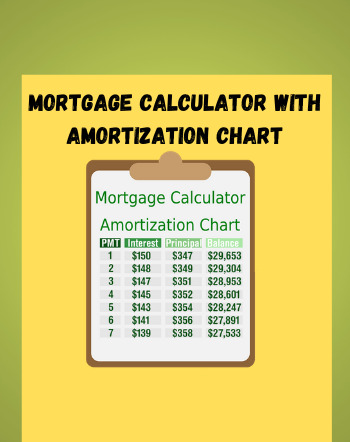 MORTGAGE CALCULATOR WITH
AMORTIZATION CHART
Mortgage Calculator
Amortization Chart
PMT Interest Principal Balance
1 $150 $347 $29,653
2 $148 $349 $29,304
3 $147 $351 $28,953
4 $145 $352 $28,601
5 $143 $354 $28,247
6 $141 $356 $27,891
7 $139 $358 $27,533